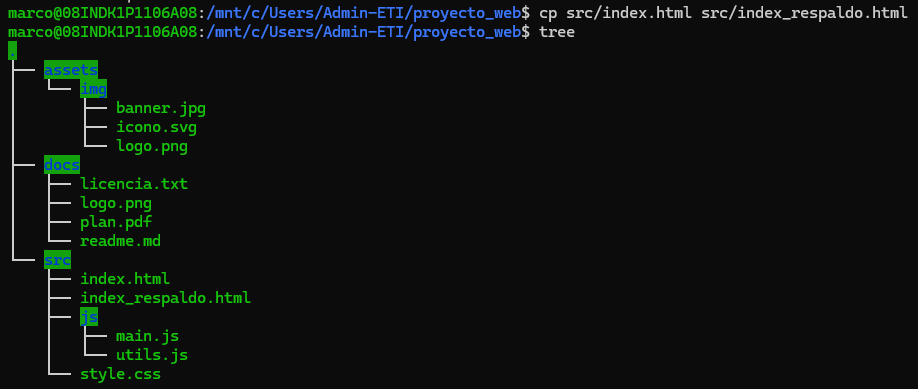 marco@08INDK1P1106A08:/mnt/c/Users/Admin-ETI/proyecto_web$ cp src/index.html src/index_respaldo.html
marco@08INDK1P1106A08:/mnt/c/Users/Admin-ETI/proyecto_web$ tree
.
├── assets
│   └── img
│       ├── banner.jpg
│       ├── icono.svg
│       └── logo.png
├── docs
│   ├── licencia.txt
│   ├── logo.png
│   ├── plan.pdf
│   └── readme.md
└── src
    ├── index.html
    ├── index_respaldo.html
    ├── js
    │   ├── main.js
    │   └── utils.js
    └── style.css